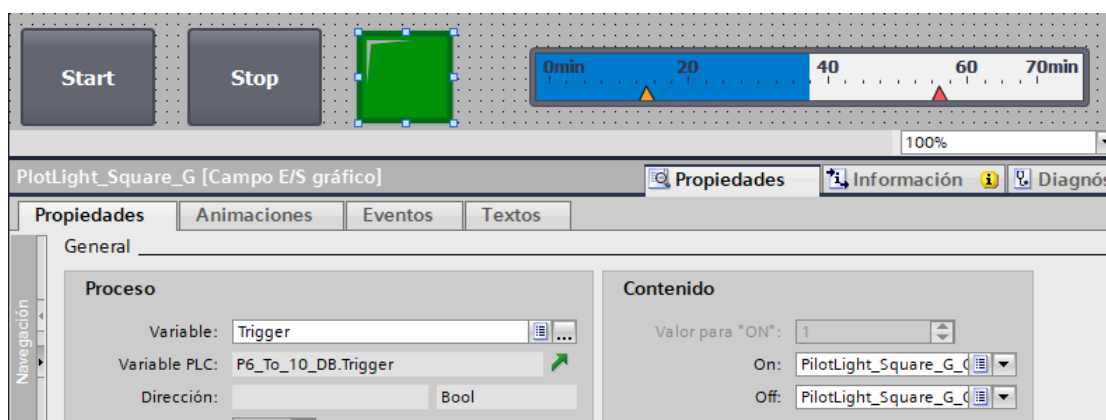 Start Stop 0min 20 40 60 70min
100%
PlotLight_Square_G [Campo E/S gráfico] Propiedades Información Diagnós
Propiedades Animaciones Eventos Textos
General
Navegación
Proceso Contenido
Variable: Trigger ... Valor para "ON": 1
Variable PLC: P6_To_10_DB.Trigger On: PilotLight_Square_G_
Dirección: Bool Off: PilotLight_Square_G_